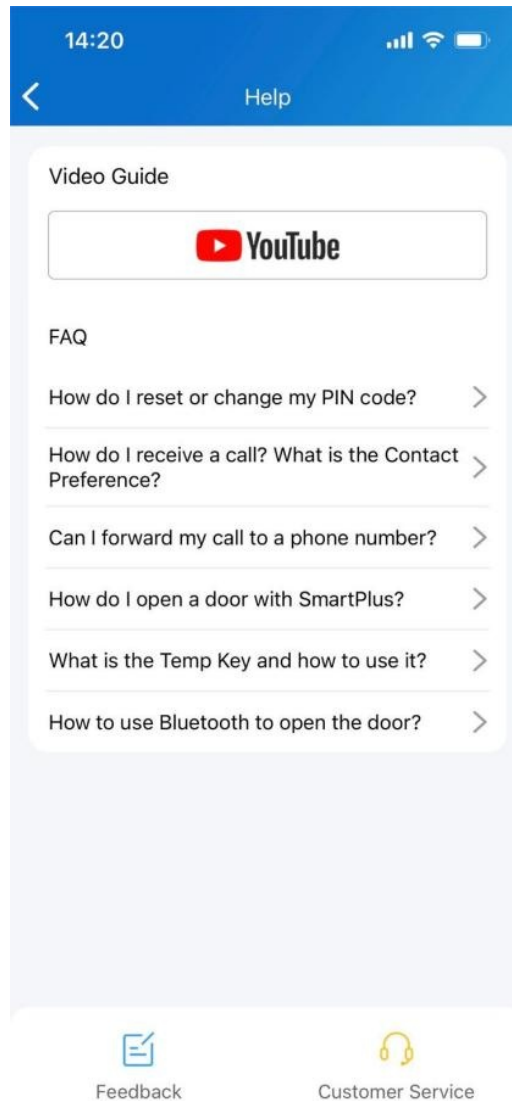 14:20
Help
Video Guide
YouTube
FAQ
How do I reset or change my PIN code?
How do I receive a call? What is the Contact
Preference?
Can I forward my call to a phone number?
How do I open a door with SmartPlus?
What is the Temp Key and how to use it?
How to use Bluetooth to open the door?
Feedback
Customer Service